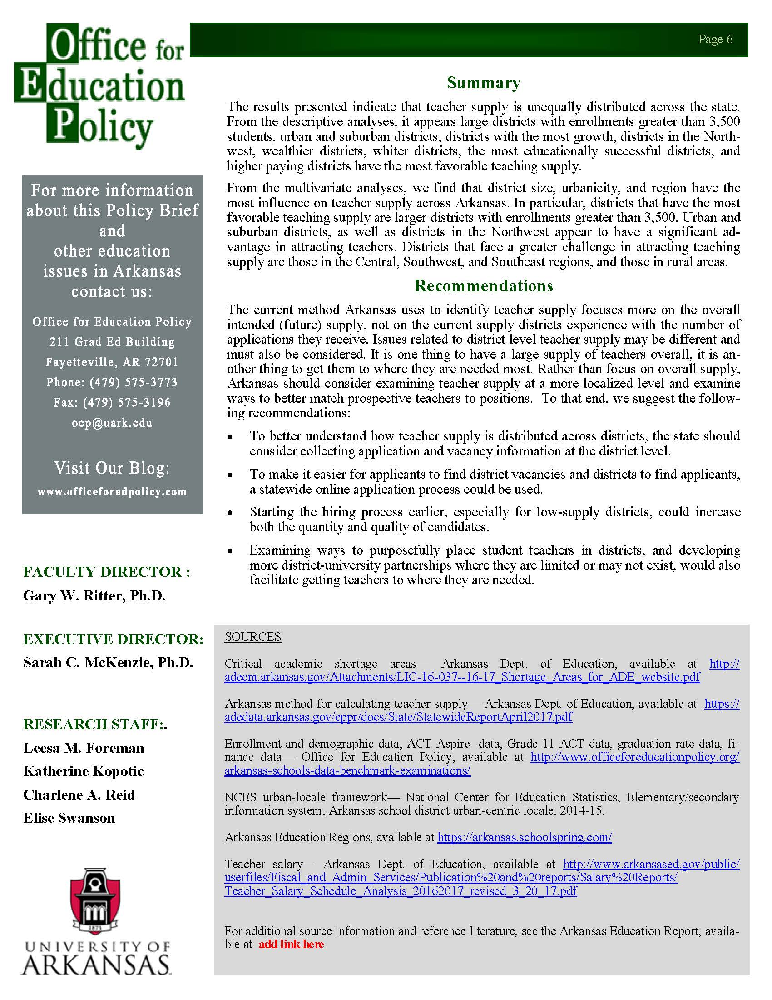 Office for
Education
Policy
Page 6
For more information
about this Policy Brief
and
other education
issues in Arkansas
contact us:
Office for Education Policy
211 Grad Ed Building
Fayetteville, AR 72701
Phone: (479) 575-3773
Fax: (479) 575-3196
oep@uark.edu
Visit Our Blog:
www.officeforedpolicy.com
FACULTY DIRECTOR :
Gary W. Ritter, Ph.D.
EXECUTIVE DIRECTOR:
Sarah C. McKenzie, Ph.D.
RESEARCH STAFF:.
Leesa M. Foreman
Katherine Kopotic
Charlene A. Reid
Elise Swanson
1871
UNIVERSITY OF
ARKANSAS
Summary
The results presented indicate that teacher supply is unequally distributed across the state.
From the descriptive analyses, it appears large districts with enrollments greater than 3,500
students, urban and suburban districts, districts with the most growth, districts in the North-
west, wealthier districts, whiter districts, the most educationally successful districts, and
higher paying districts have the most favorable teaching supply.
From the multivariate analyses, we find that district size, urbanicity, and region have the
most influence on teacher supply across Arkansas. In particular, districts that have the most
favorable teaching supply are larger districts with enrollments greater than 3,500. Urban and
suburban districts, as well as districts in the Northwest appear to have a significant ad-
vantage in attracting teachers. Districts that face a greater challenge in attracting teaching
supply are those in the Central, Southwest, and Southeast regions, and those in rural areas.
Recommendations
The current method Arkansas uses to identify teacher supply focuses more on the overall
intended (future) supply, not on the current supply districts experience with the number of
applications they receive. Issues related to district level teacher supply may be different and
must also be considered. It is one thing to have a large supply of teachers overall, it is an-
other thing to get them to where they are needed most. Rather than focus on overall supply,
Arkansas should consider examining teacher supply at a more localized level and examine
ways to better match prospective teachers to positions.  To that end, we suggest the follow-
ing recommendations:
• To better understand how teacher supply is distributed across districts, the state should
consider collecting application and vacancy information at the district level.
• To make it easier for applicants to find district vacancies and districts to find applicants,
a statewide online application process could be used.
• Starting the hiring process earlier, especially for low-supply districts, could increase
both the quantity and quality of candidates.
• Examining ways to purposefully place student teachers in districts, and developing
more district-university partnerships where they are limited or may not exist, would also
facilitate getting teachers to where they are needed.
SOURCES
Critical academic shortage areas— Arkansas Dept. of Education, available at http://
adecm.arkansas.gov/Attachments/LIC-16-037--16-17_Shortage_Areas_for_ADE_website.pdf
Arkansas method for calculating teacher supply— Arkansas Dept. of Education, available at https://
adedata.arkansas.gov/eppr/docs/State/StatewideReportApril2017.pdf
Enrollment and demographic data, ACT Aspire  data, Grade 11 ACT data, graduation rate data, fi-
nance data— Office for Education Policy, available at http://www.officeforeducationpolicy.org/
arkansas-schools-data-benchmark-examinations/
NCES urban-locale framework— National Center for Education Statistics, Elementary/secondary
information system, Arkansas school district urban-centric locale, 2014-15.
Arkansas Education Regions, available at https://arkansas.schoolspring.com/
Teacher salary— Arkansas Dept. of Education, available at http://www.arkansased.gov/public/
userfiles/Fiscal_and_Admin_Services/Publication%20and%20reports/Salary%20Reports/
Teacher_Salary_Schedule_Analysis_20162017_revised_3_20_17.pdf
For additional source information and reference literature, see the Arkansas Education Report, availa-
ble at  add link here